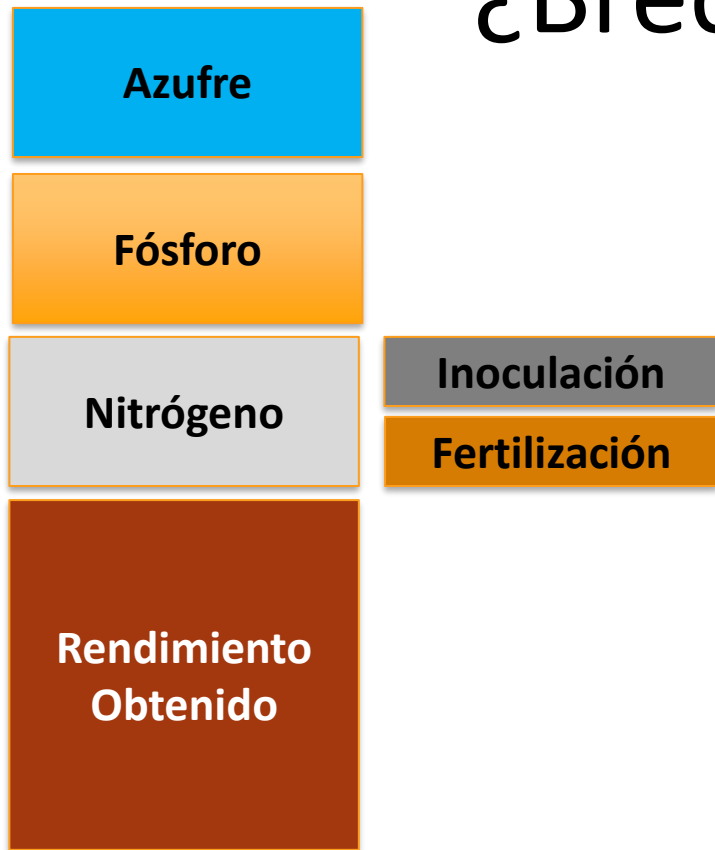 Azufre
Fósforo
Nitrógeno
Inoculación
Fertilización
Rendimiento
Obtenido